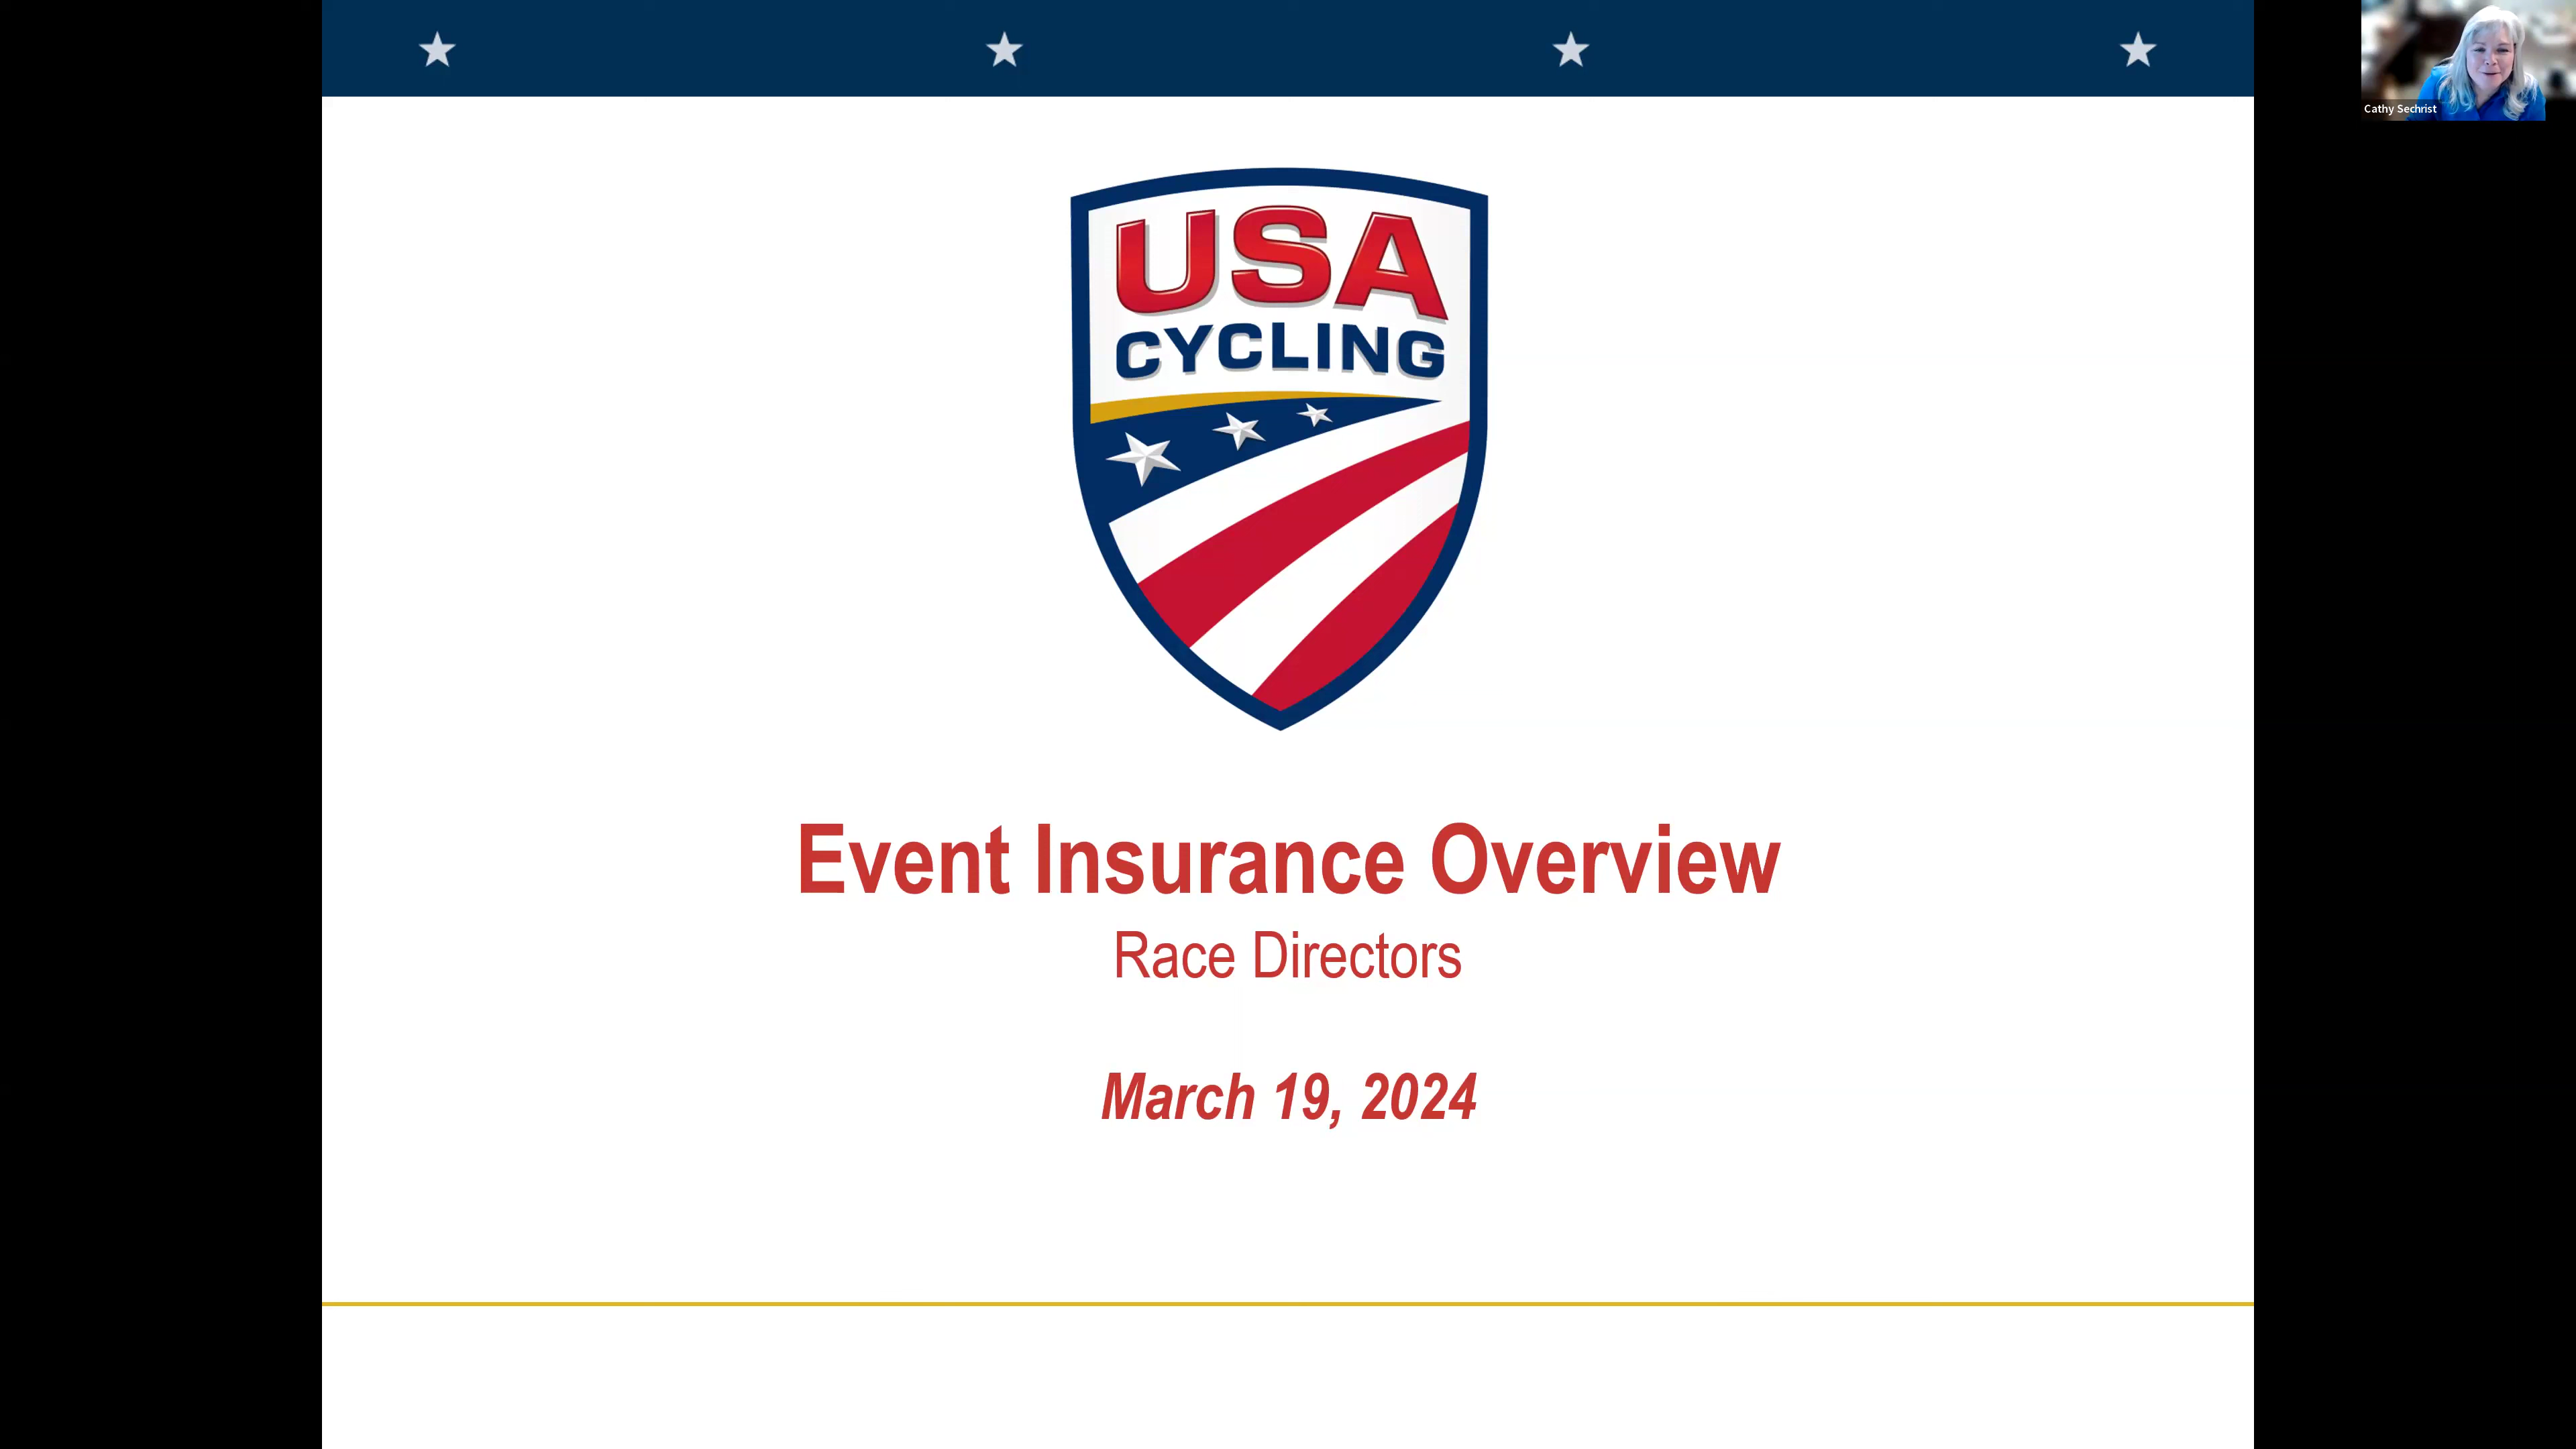 USA
CYCLING
Event Insurance Overview
Race Directors
March 19, 2024
Cathy Sechrist